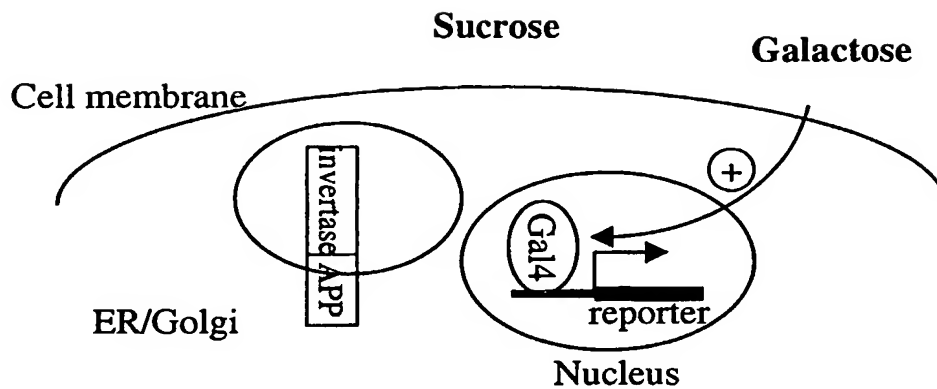 Sucrose
Galactose
Cell membrane
+
invertase
APP
Gal4
ER/Golgi
reporter
Nucleus